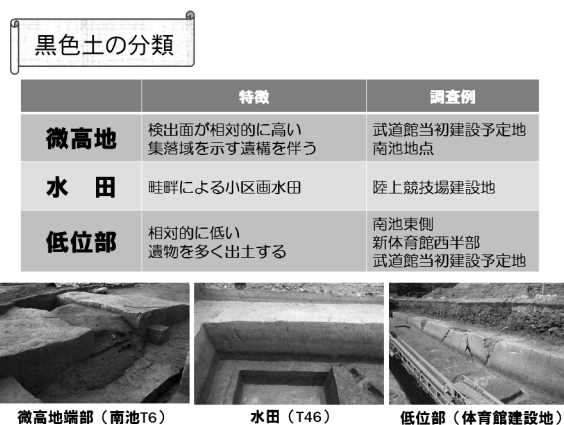 黒色土の分類
特徴 調査例
微高地 検出面が相対的に高い 武道館当初建設予定地
集落域を示す遺構を伴う 南池地点
水 田 畦畔による小区画水田 陸上競技場建設地
低位部 相対的に低い 南池東側
遺物を多く出土する 新体育館西半部
武道館当初建設予定地
微高地端部（南池T6） 水田（T46） 低位部（体育館建設地）